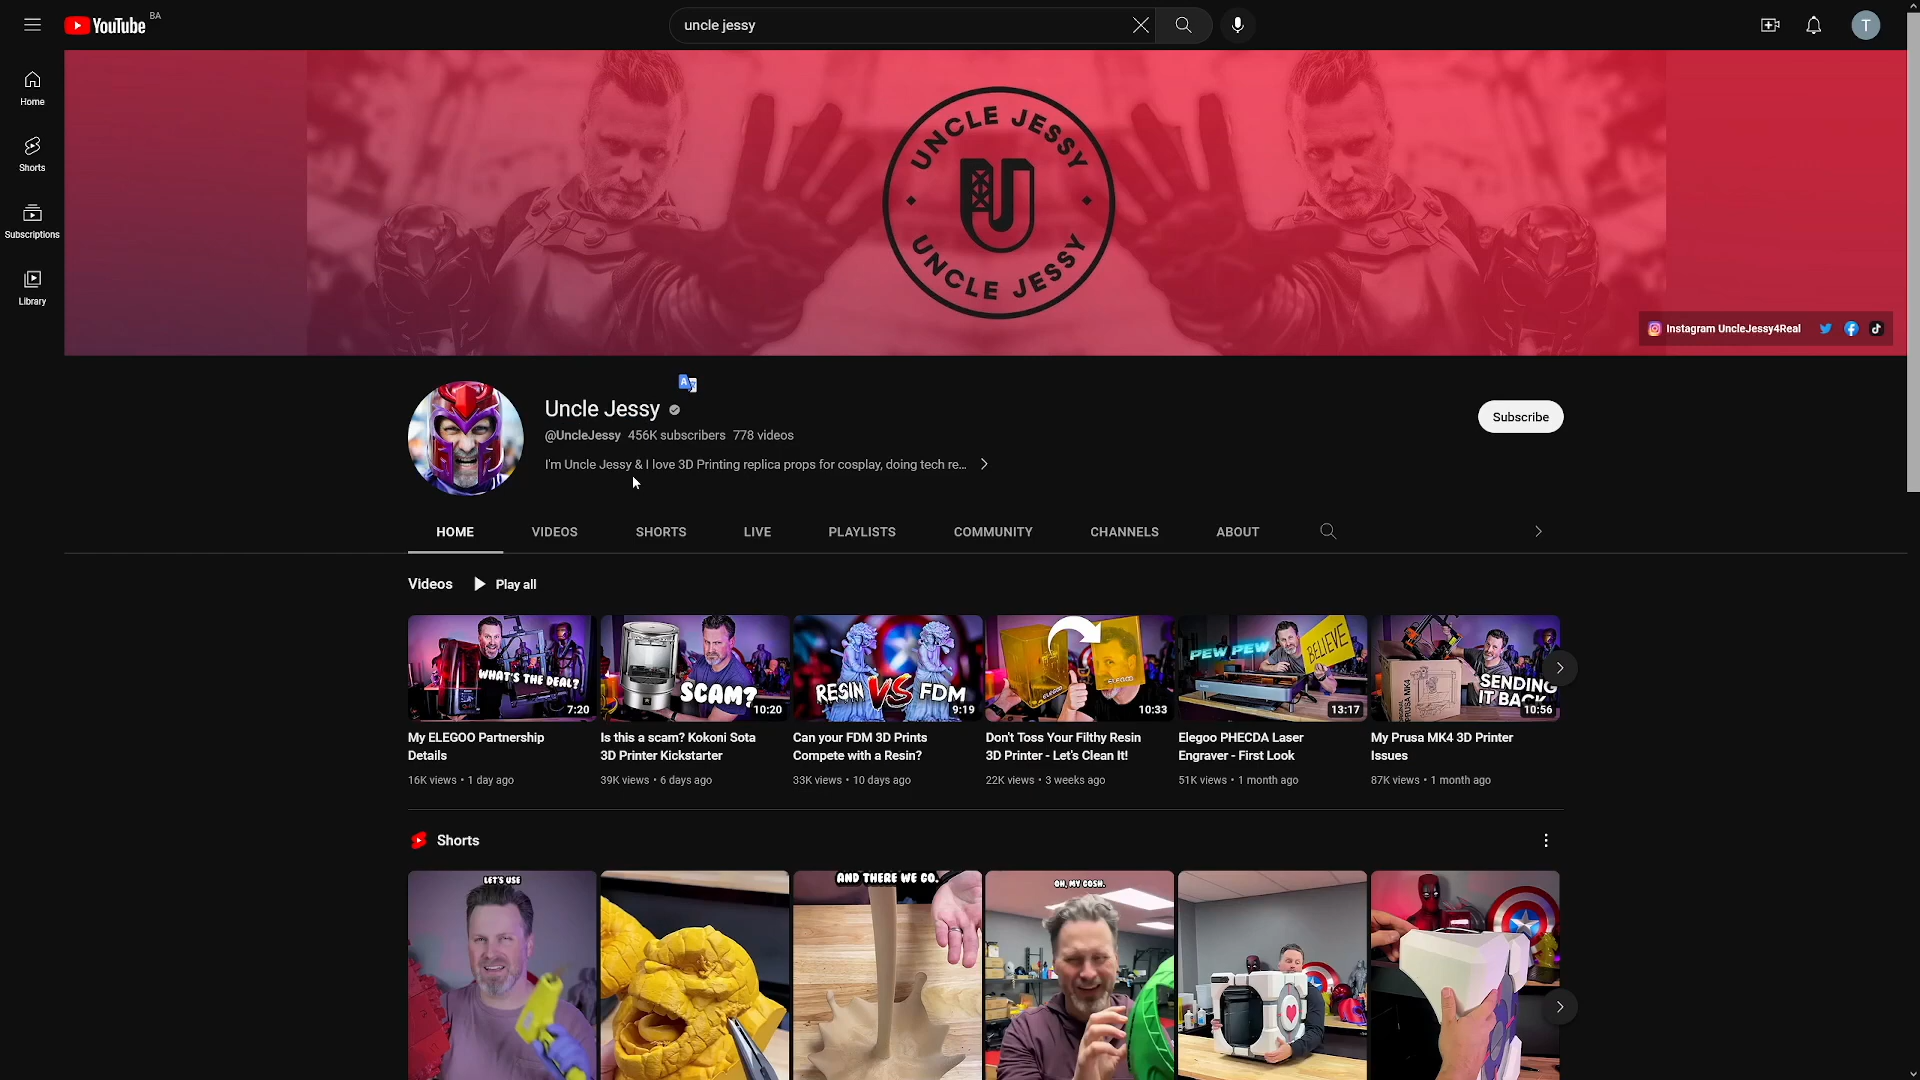 YouTube BA
uncle jessy
T
Home
Shorts
Subscriptions
Library
UNCLE JESSY
UNCLE JESSY
Instagram UncleJessy4Real
Uncle Jessy
@UncleJessy 456K subscribers 778 videos
I'm Uncle Jessy & I love 3D Printing replica props for cosplay, doing tech re...
Subscribe
HOME VIDEOS SHORTS LIVE PLAYLISTS COMMUNITY CHANNELS ABOUT
Videos Play all
WHAT'S THE DEAL?
7:20
SCAM?
10:20
RESIN VS FDM
9:19
ELEGOO
ELEGOO
10:33
PEW PEW
BELIEVE
13:17
PRUSA MK4
SENDING
IT BACK
10:56
My ELEGOO Partnership
Details
16K views • 1 day ago
Is this a scam? Kokoni Sota
3D Printer Kickstarter
39K views • 6 days ago
Can your FDM 3D Prints
Compete with a Resin?
33K views • 10 days ago
Don't Toss Your Filthy Resin
3D Printer - Let's Clean It!
22K views • 3 weeks ago
Elegoo PHECDA Laser
Engraver - First Look
51K views • 1 month ago
My Prusa MK4 3D Printer
Issues
87K views • 1 month ago
Shorts
LET'S USE
AND THERE WE GO.
OH, MY GOSH.